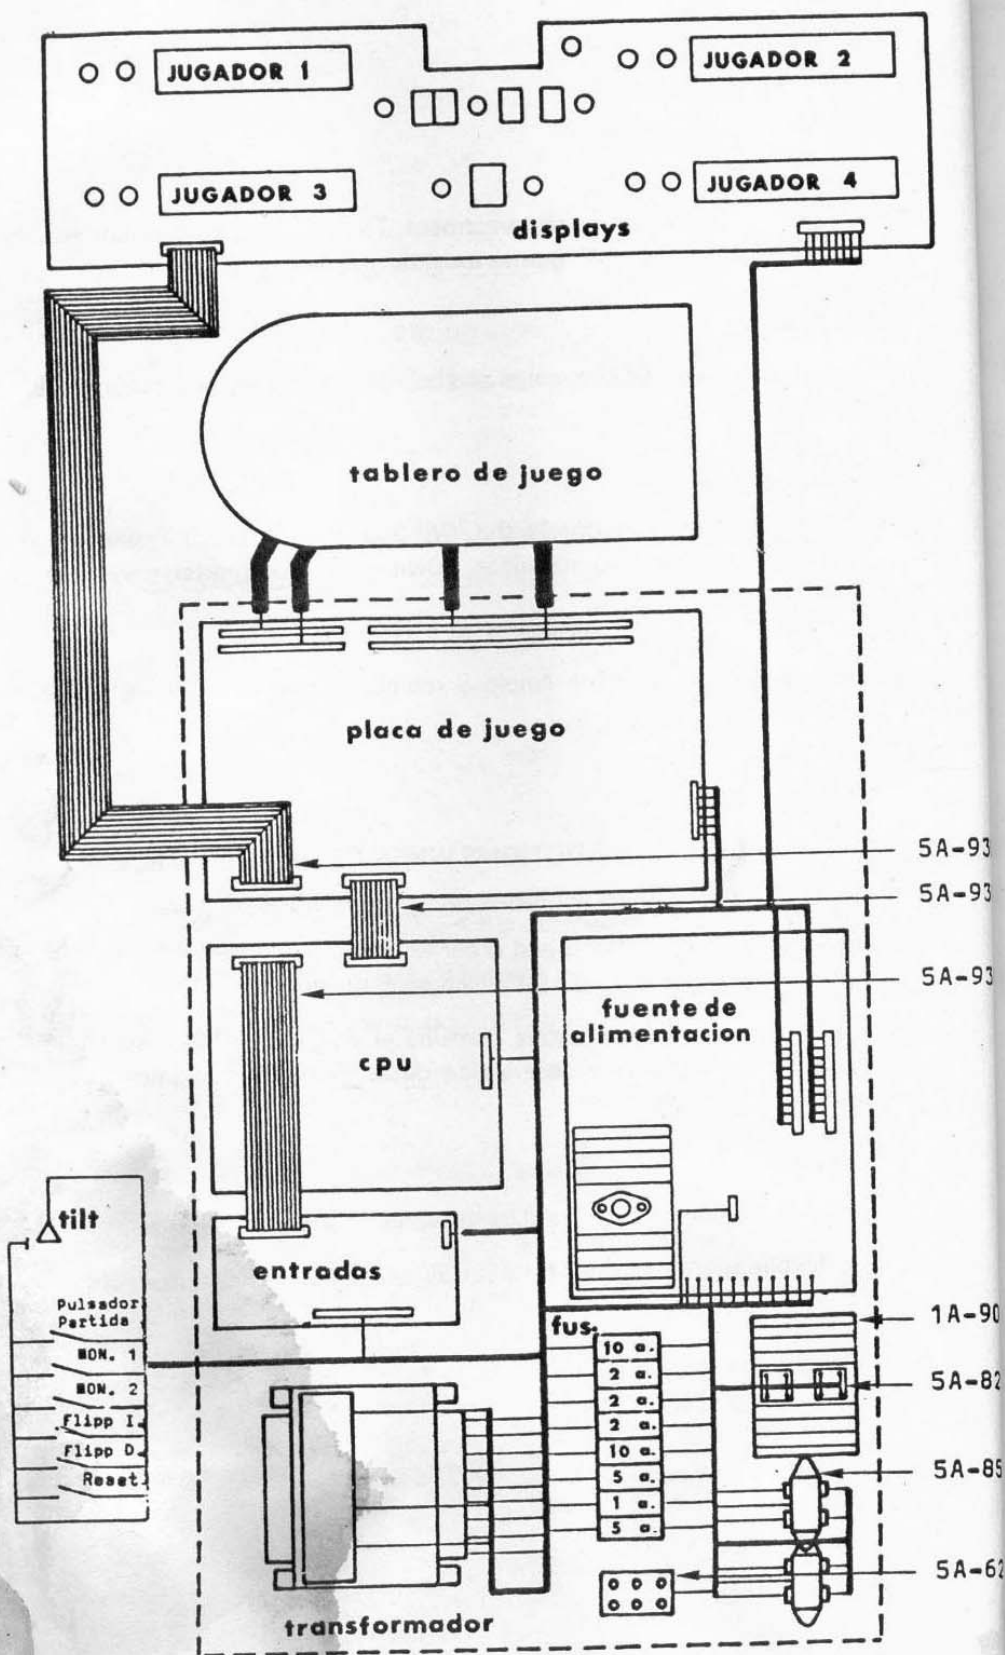 JUGADOR 1
JUGADOR 2
JUGADOR 3
JUGADOR 4
displays
tablero de juego
placa de juego
5A-93
5A-93
5A-93
fuente de
alimentacion
cpu
tilt
entradas
Pulsador
Partida
MON. 1
MON. 2
Flipp I.
Flipp D.
Reset.
fus.
10 a.
2 a.
2 a.
2 a.
10 a.
5 a.
1 a.
5 a.
1A-90
5A-82
5A-85
5A-62
transformador